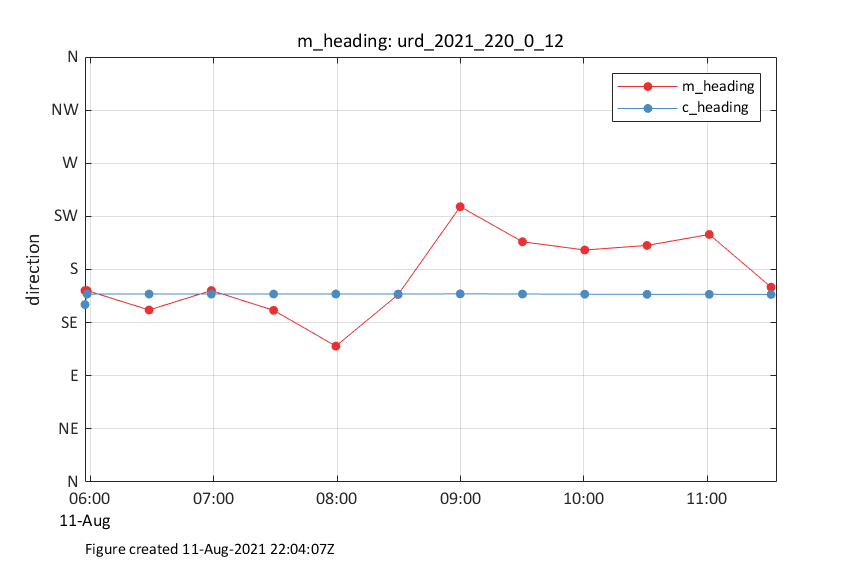 m_heading: urd_2021_220_0_12
N
NW
W
SW
S
SE
E
NE
N
direction
m_heading
c_heading
06:00 07:00 08:00 09:00 10:00 11:00
11-Aug
Figure created 11-Aug-2021 22:04:07Z